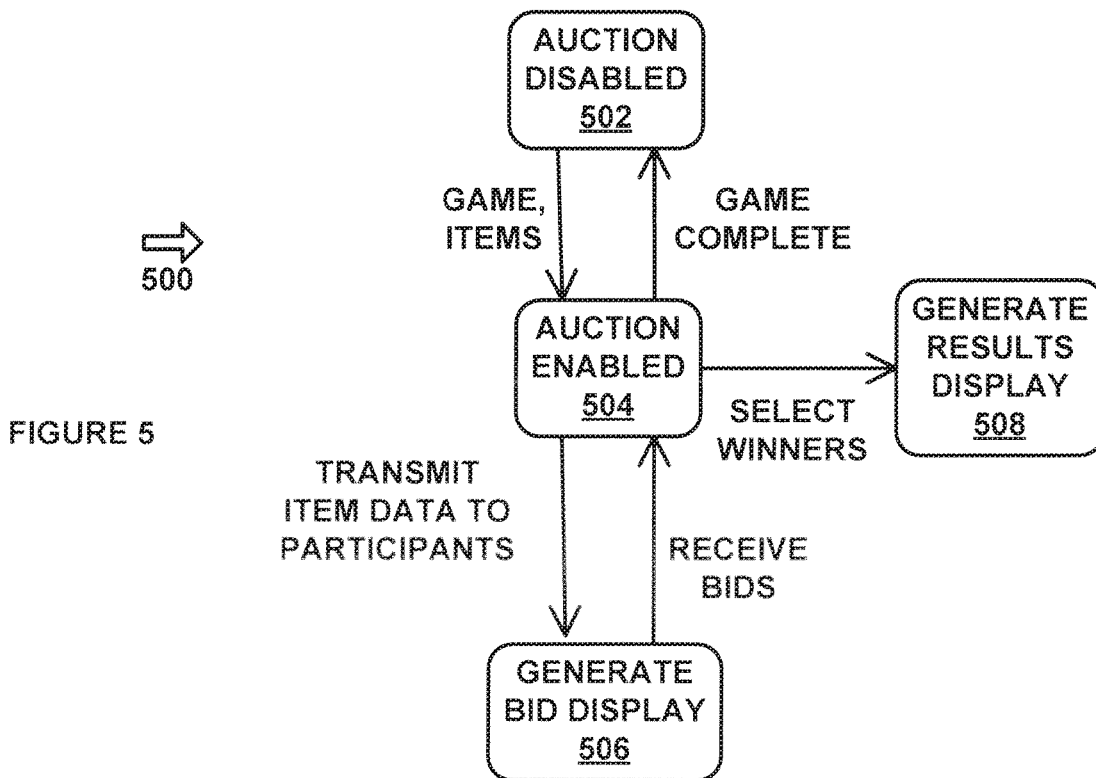 AUCTION
DISABLED
502
GAME,
ITEMS
GAME
COMPLETE
500
AUCTION
ENABLED
504
GENERATE
RESULTS
DISPLAY
508
SELECT
WINNERS
FIGURE 5
TRANSMIT
ITEM DATA TO
PARTICIPANTS
RECEIVE
BIDS
GENERATE
BID DISPLAY
506